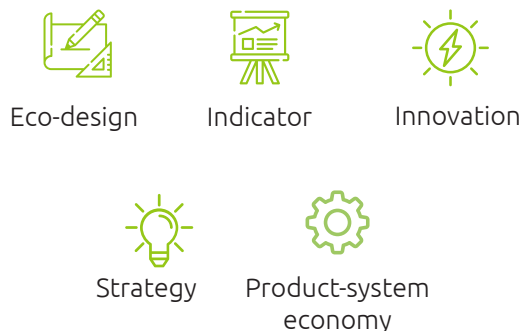 Eco-design
Indicator
Innovation
Strategy
Product-system
economy